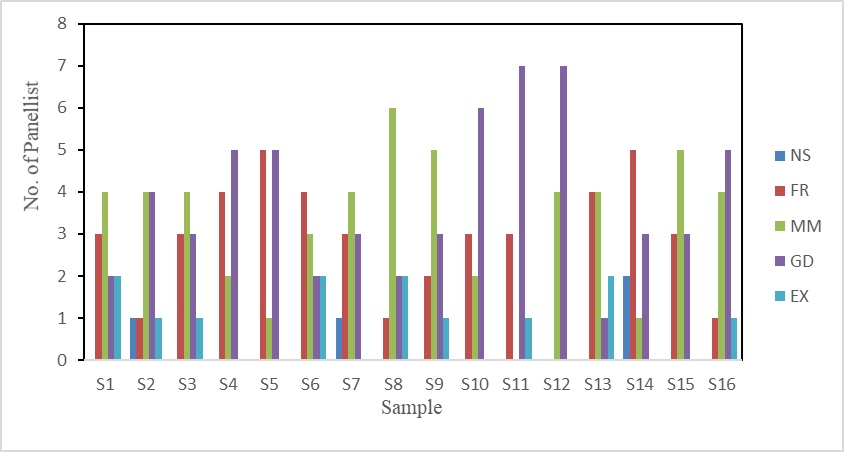 8
7
6
5
4
3
2
1
0
No. of Panellist
S1 S2 S3 S4 S5 S6 S7 S8 S9 S10 S11 S12 S13 S14 S15 S16
Sample
NS
FR
MM
GD
EX